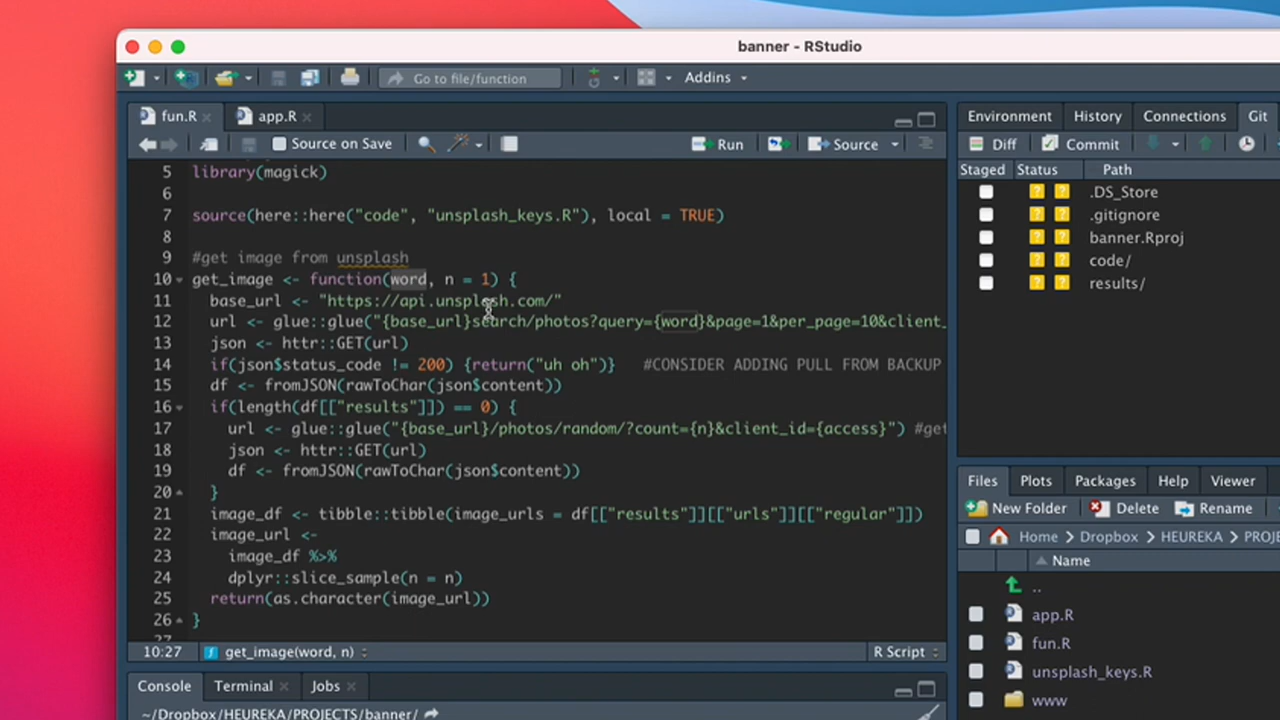 banner - RStudio
Go to file/function
Addins
fun.R
app.R
Source on Save
Run
Source
5 library(magick)
6
7 source(here::here("code", "unsplash_keys.R"), local = TRUE)
8
9 #get image from unsplash
10 get_image <- function(word, n = 1) {
11 base_url <- "https://api.unsplash.com/"
12 url <- glue::glue("{base_url}search/photos?query={word}&page=1&per_page=10&client_
13 json <- httr::GET(url)
14 if(json$status_code != 200) {return("uh oh")} #CONSIDER ADDING PULL FROM BACKUP
15 df <- fromJSON(rawToChar(json$content))
16 if(length(df[["results"]]) == 0) {
17 url <- glue::glue("{base_url}/photos/random/?count={n}&client_id={access}") #get
18 json <- httr::GET(url)
19 df <- fromJSON(rawToChar(json$content))
20 }
21 image_df <- tibble::tibble(image_urls = df[["results"]][["urls"]][["regular"]])
22 image_url <-
23 image_df %>%
24 dplyr::slice_sample(n = n)
25 return(as.character(image_url))
26 }
27
10:27
get_image(word, n)
R Script
Console
Terminal
Jobs
~/Dropbox/HEUREKA/PROJECTS/banner/
Environment
History
Connections
Git
Diff
Commit
Staged
Status
Path
? ? .DS_Store
? ? .gitignore
? ? banner.Rproj
? ? code/
? ? results/
Files
Plots
Packages
Help
Viewer
New Folder
Delete
Rename
Home > Dropbox > HEUREKA > PROJ
Name
..
app.R
fun.R
unsplash_keys.R
www